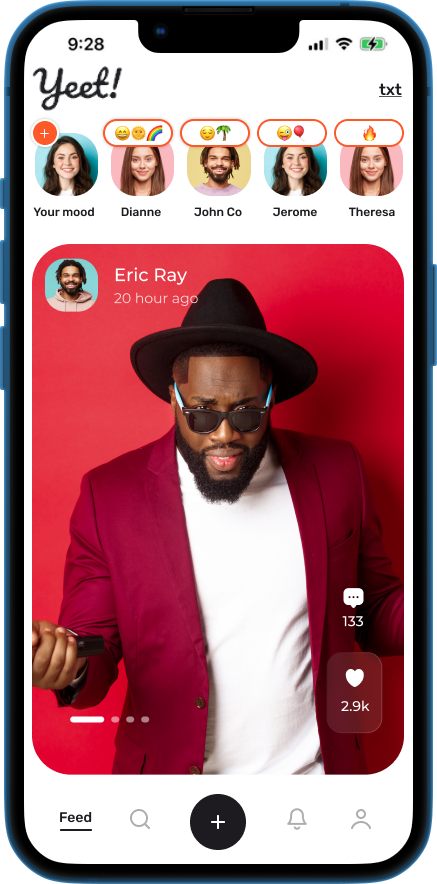 9:28
Yeet!
txt
Your mood
Dianne
John Co
Jerome
Theresa
Eric Ray
20 hour ago
133
2.9k
Feed